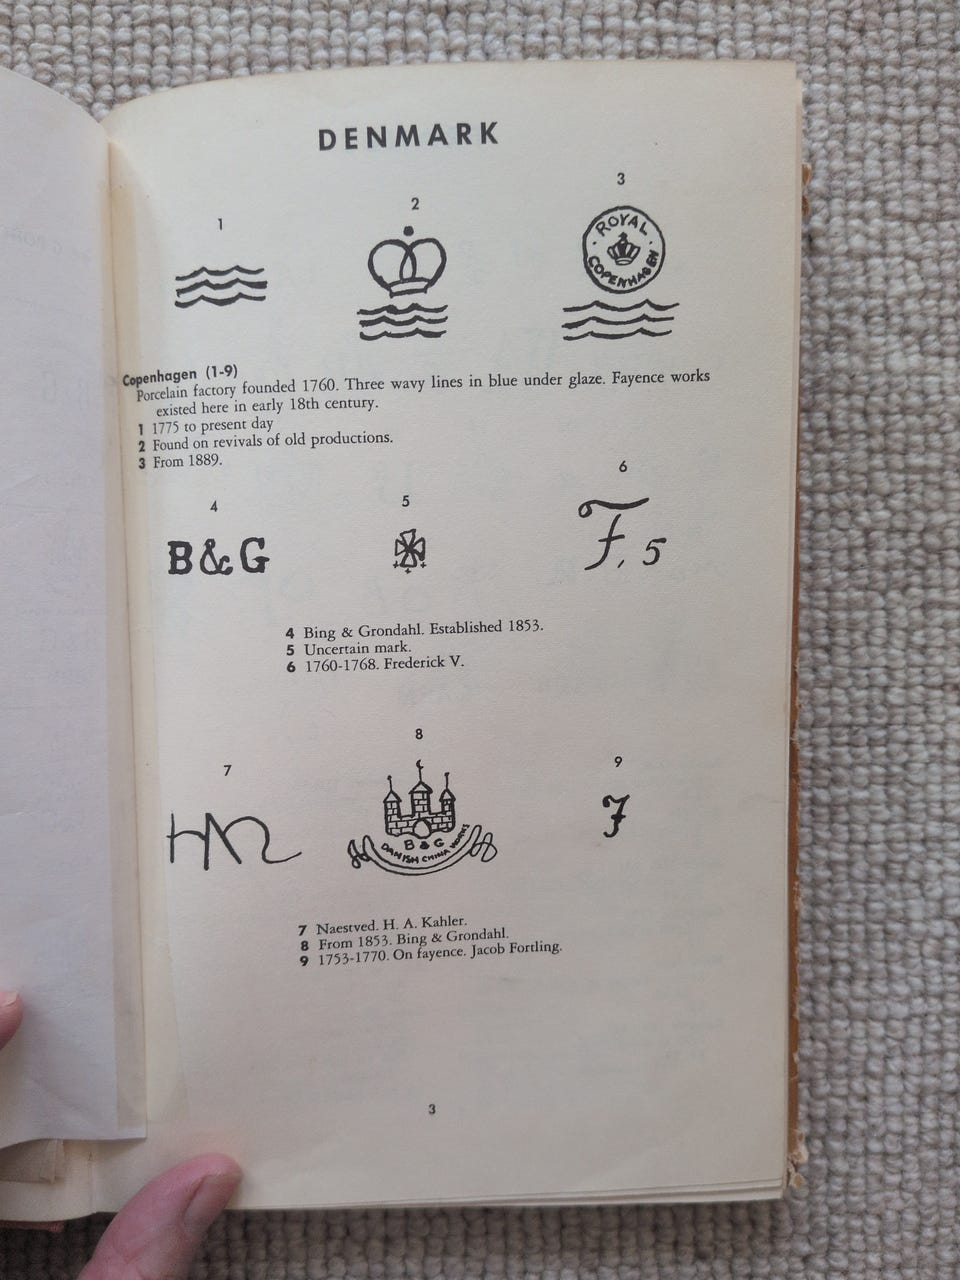 DENMARK
1
2
3
ROYAL
COPENHAGEN
Copenhagen (1-9)
Porcelain factory founded 1760. Three wavy lines in blue under glaze. Fayence works
existed here in early 18th century.
1 1775 to present day
2 Found on revivals of old productions.
3 From 1889.
4
5
6
B&G
F, 5
4 Bing & Grondahl. Established 1853.
5 Uncertain mark.
6 1760-1768. Frederick V.
7
8
9
B & G
DANISH CHINA WORKS
F
7 Naestved. H. A. Kahler.
8 From 1853. Bing & Grondahl.
9 1753-1770. On fayence. Jacob Fortling.
3